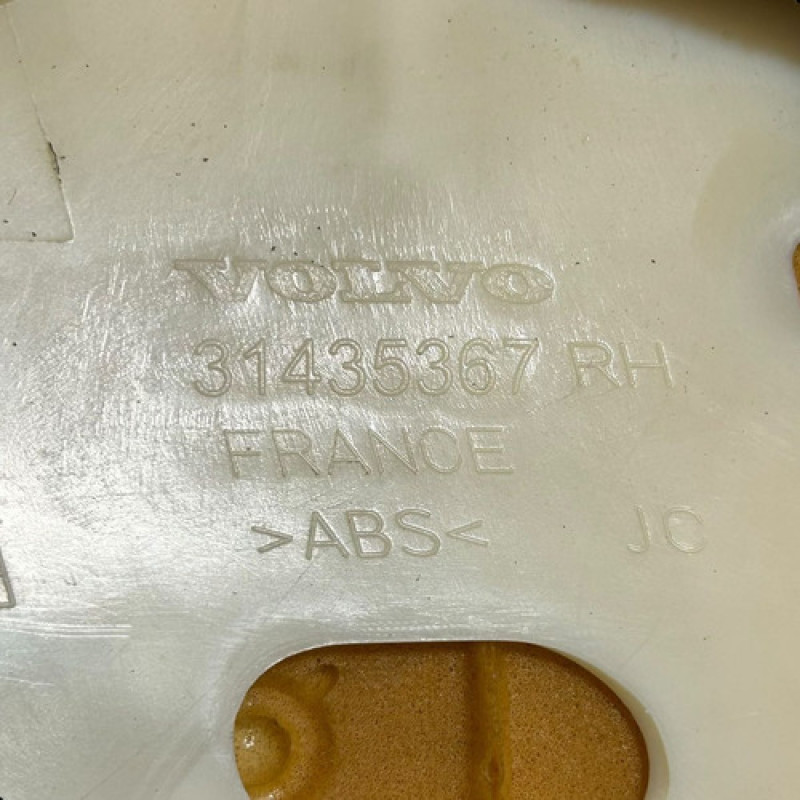 VOLVO
31435367 RH
FRANCE
>ABS< JC